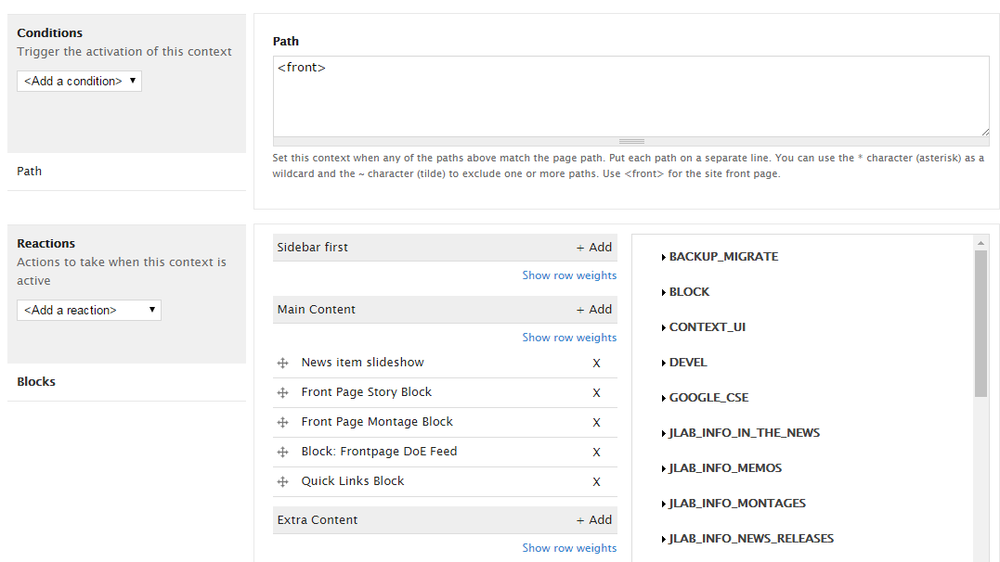 Conditions
Trigger the activation of this context
<Add a condition>
Path
Path
<front>
Set this context when any of the paths above match the page path. Put each path on a separate line. You can use the * character (asterisk) as a
wildcard and the ~ character (tilde) to exclude one or more paths. Use <front> for the site front page.
Reactions
Actions to take when this context is
active
<Add a reaction>
Blocks
Sidebar first + Add
Show row weights
Main Content + Add
Show row weights
News item slideshow X
Front Page Story Block X
Front Page Montage Block X
Block: Frontpage DoE Feed X
Quick Links Block X
Extra Content + Add
Show row weights
BACKUP_MIGRATE
BLOCK
CONTEXT_UI
DEVEL
GOOGLE_CSE
JLAB_INFO_IN_THE_NEWS
JLAB_INFO_MEMOS
JLAB_INFO_MONTAGES
JLAB_INFO_NEWS_RELEASES